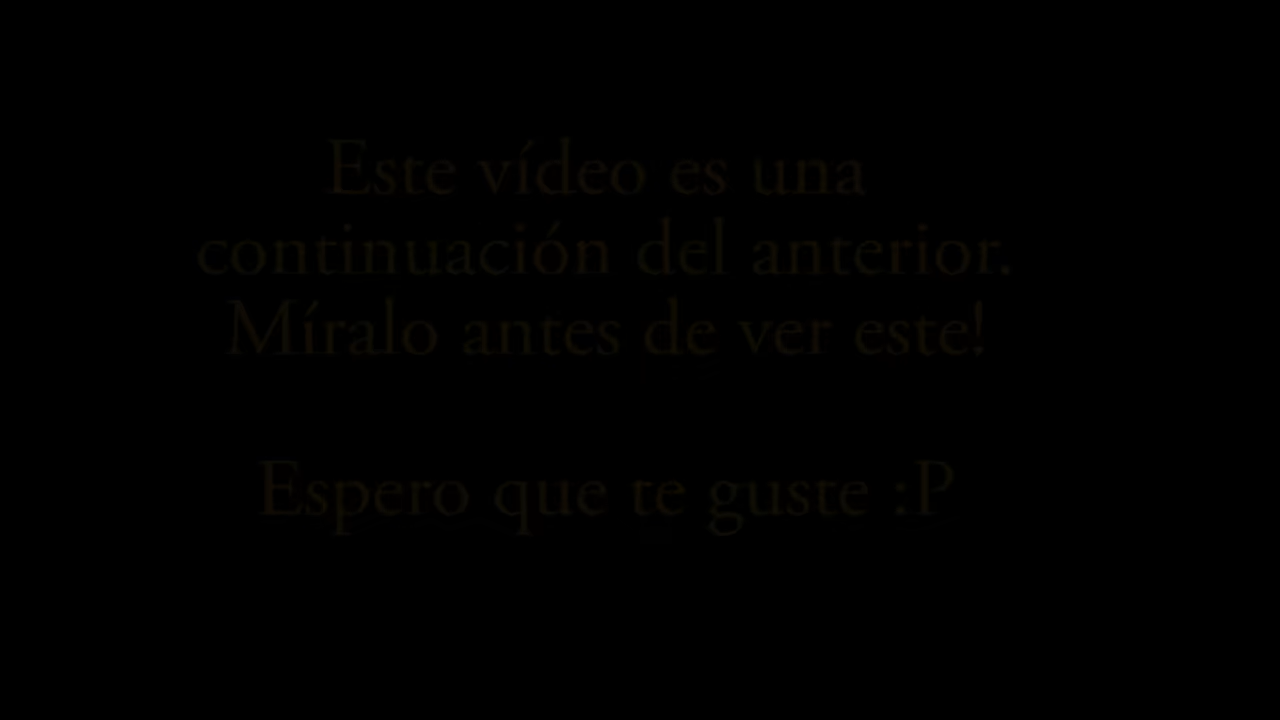 Este vídeo es una
continuación del anterior.
Míralo antes de ver este!
Espero que te guste :P